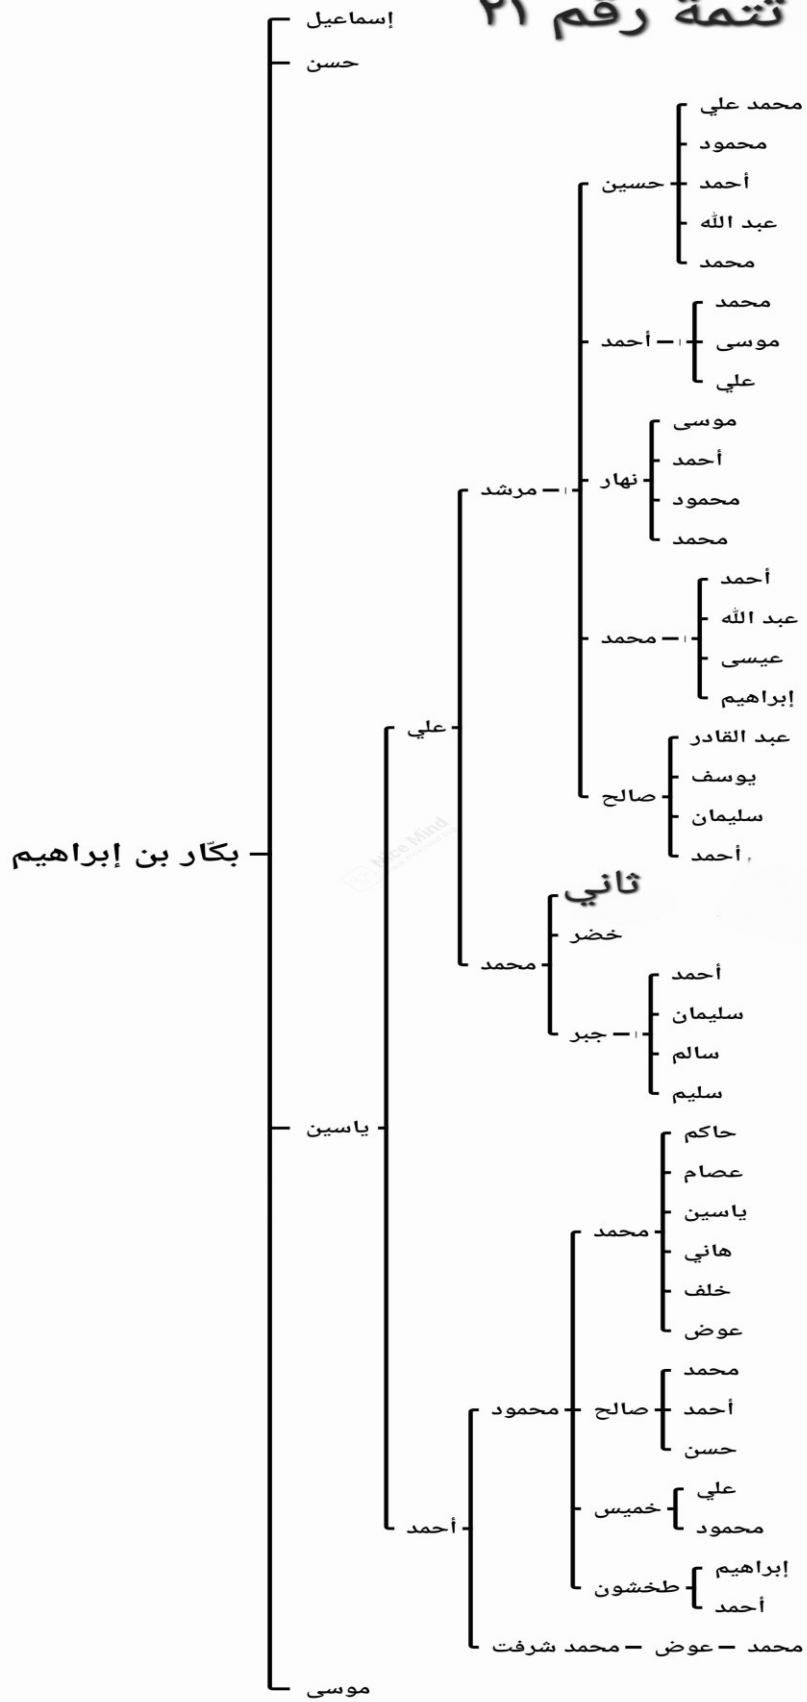 تتمة رقم ٢١
إسماعيل
حسن
محمد علي
محمود
حسين
أحمد
عبد الله
محمد
محمد
أحمد
موسى
علي
موسى
أحمد
نهار
مرشد
محمود
محمد
أحمد
عبد الله
محمد
عيسى
إبراهيم
علي
عبد القادر
يوسف
صالح
سليمان
أحمد
بكّار بن إبراهيم
ثاني
خضر
محمد
أحمد
سليمان
جبر
سالم
سليم
ياسين
حاكم
عصام
ياسين
محمد
هاني
خلف
عوض
محمد
محمود
صالح
أحمد
حسن
علي
خميس
محمود
أحمد
إبراهيم
طخشون
أحمد
محمد شرفت – عوض – محمد
موسى
Nice Mind